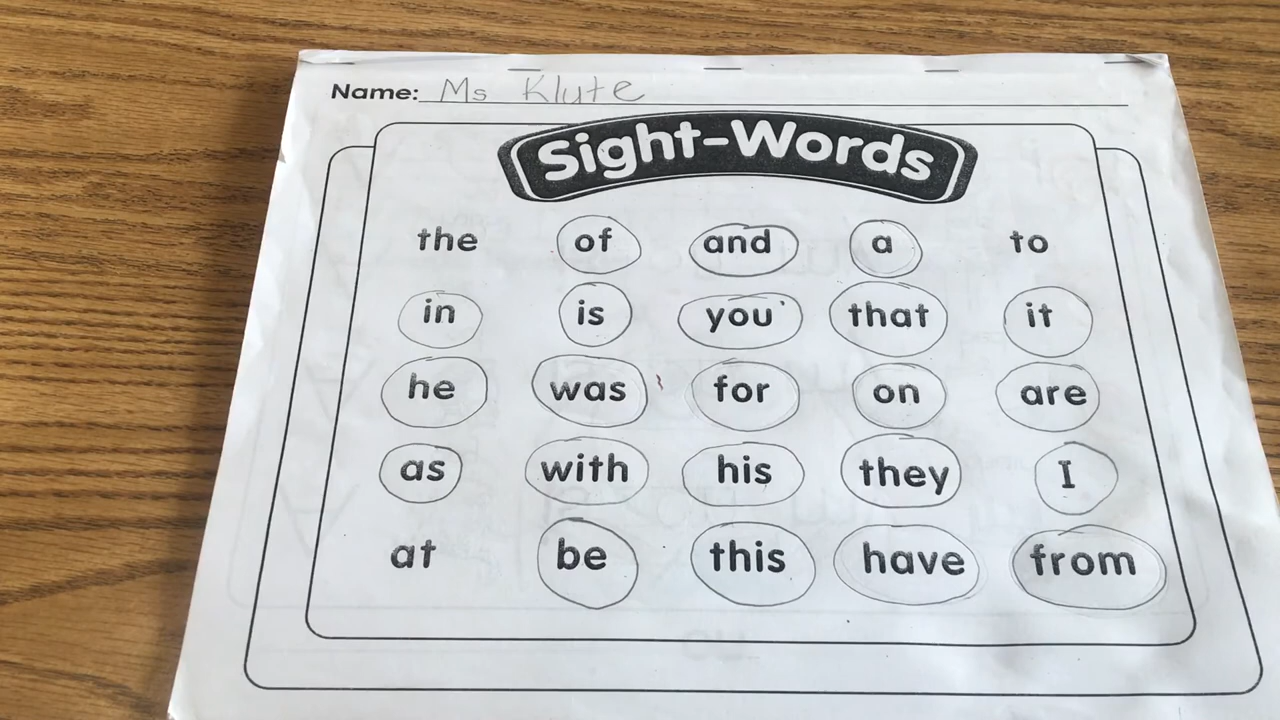 Name: Ms Klute
Sight-Words
the of and a to
in is you that it
he was for on are
as with his they I
at be this have from